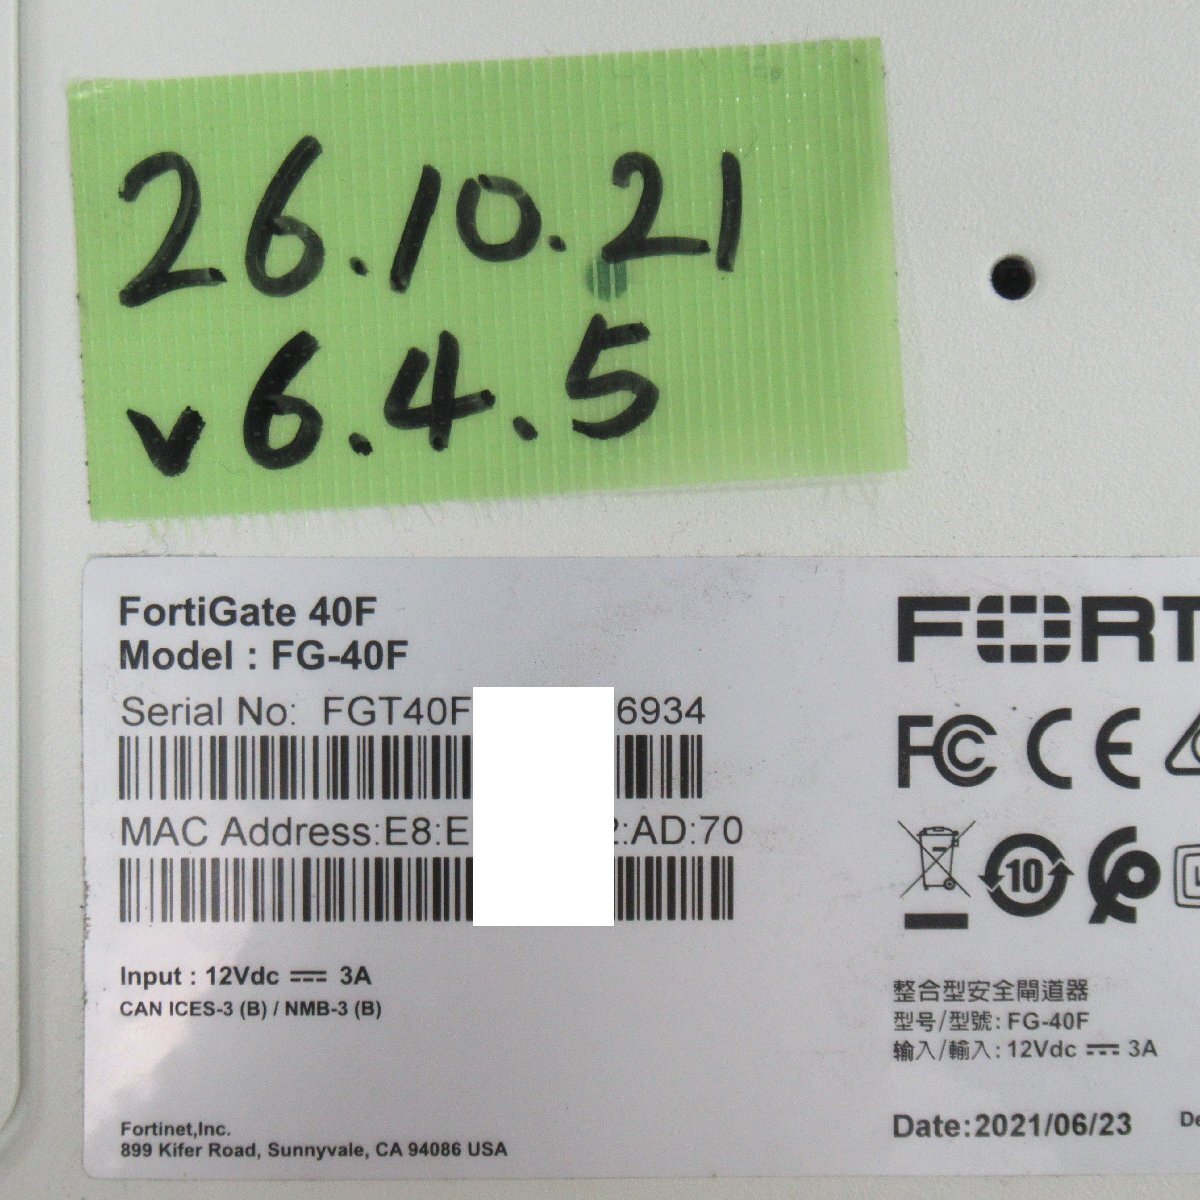 26.10.21
v6.4.5
FortiGate 40F
Model : FG-40F
Serial No: FGT40F 6934
MAC Address:E8:E :AD:70
Input : 12Vdc 3A
CAN ICES-3 (B) / NMB-3 (B)
Fortinet,Inc.
899 Kifer Road, Sunnyvale, CA 94086 USA
FORT
FC CE
10
整合型安全閘道器
型号/型號: FG-40F
输入/輸入: 12Vdc 3A
Date:2021/06/23